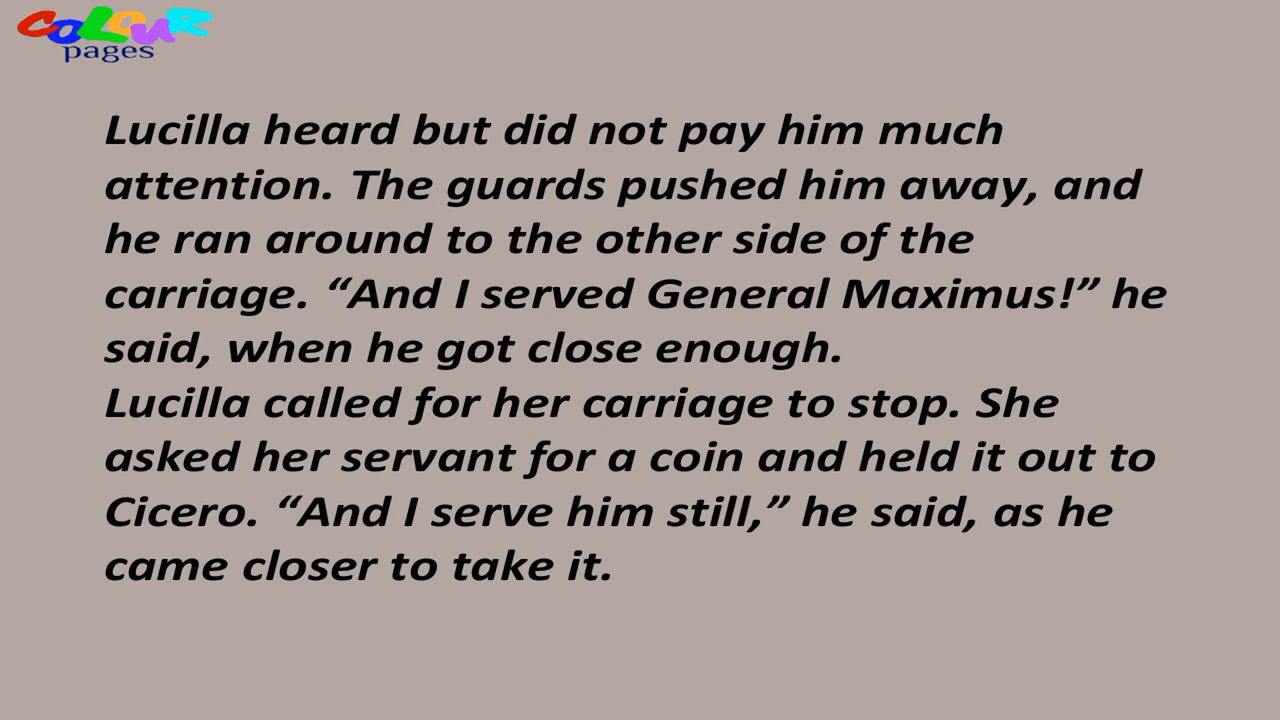 COLOUR
pages
Lucilla heard but did not pay him much
attention. The guards pushed him away, and
he ran around to the other side of the
carriage. “And I served General Maximus!” he
said, when he got close enough.
Lucilla called for her carriage to stop. She
asked her servant for a coin and held it out to
Cicero. “And I serve him still,” he said, as he
came closer to take it.